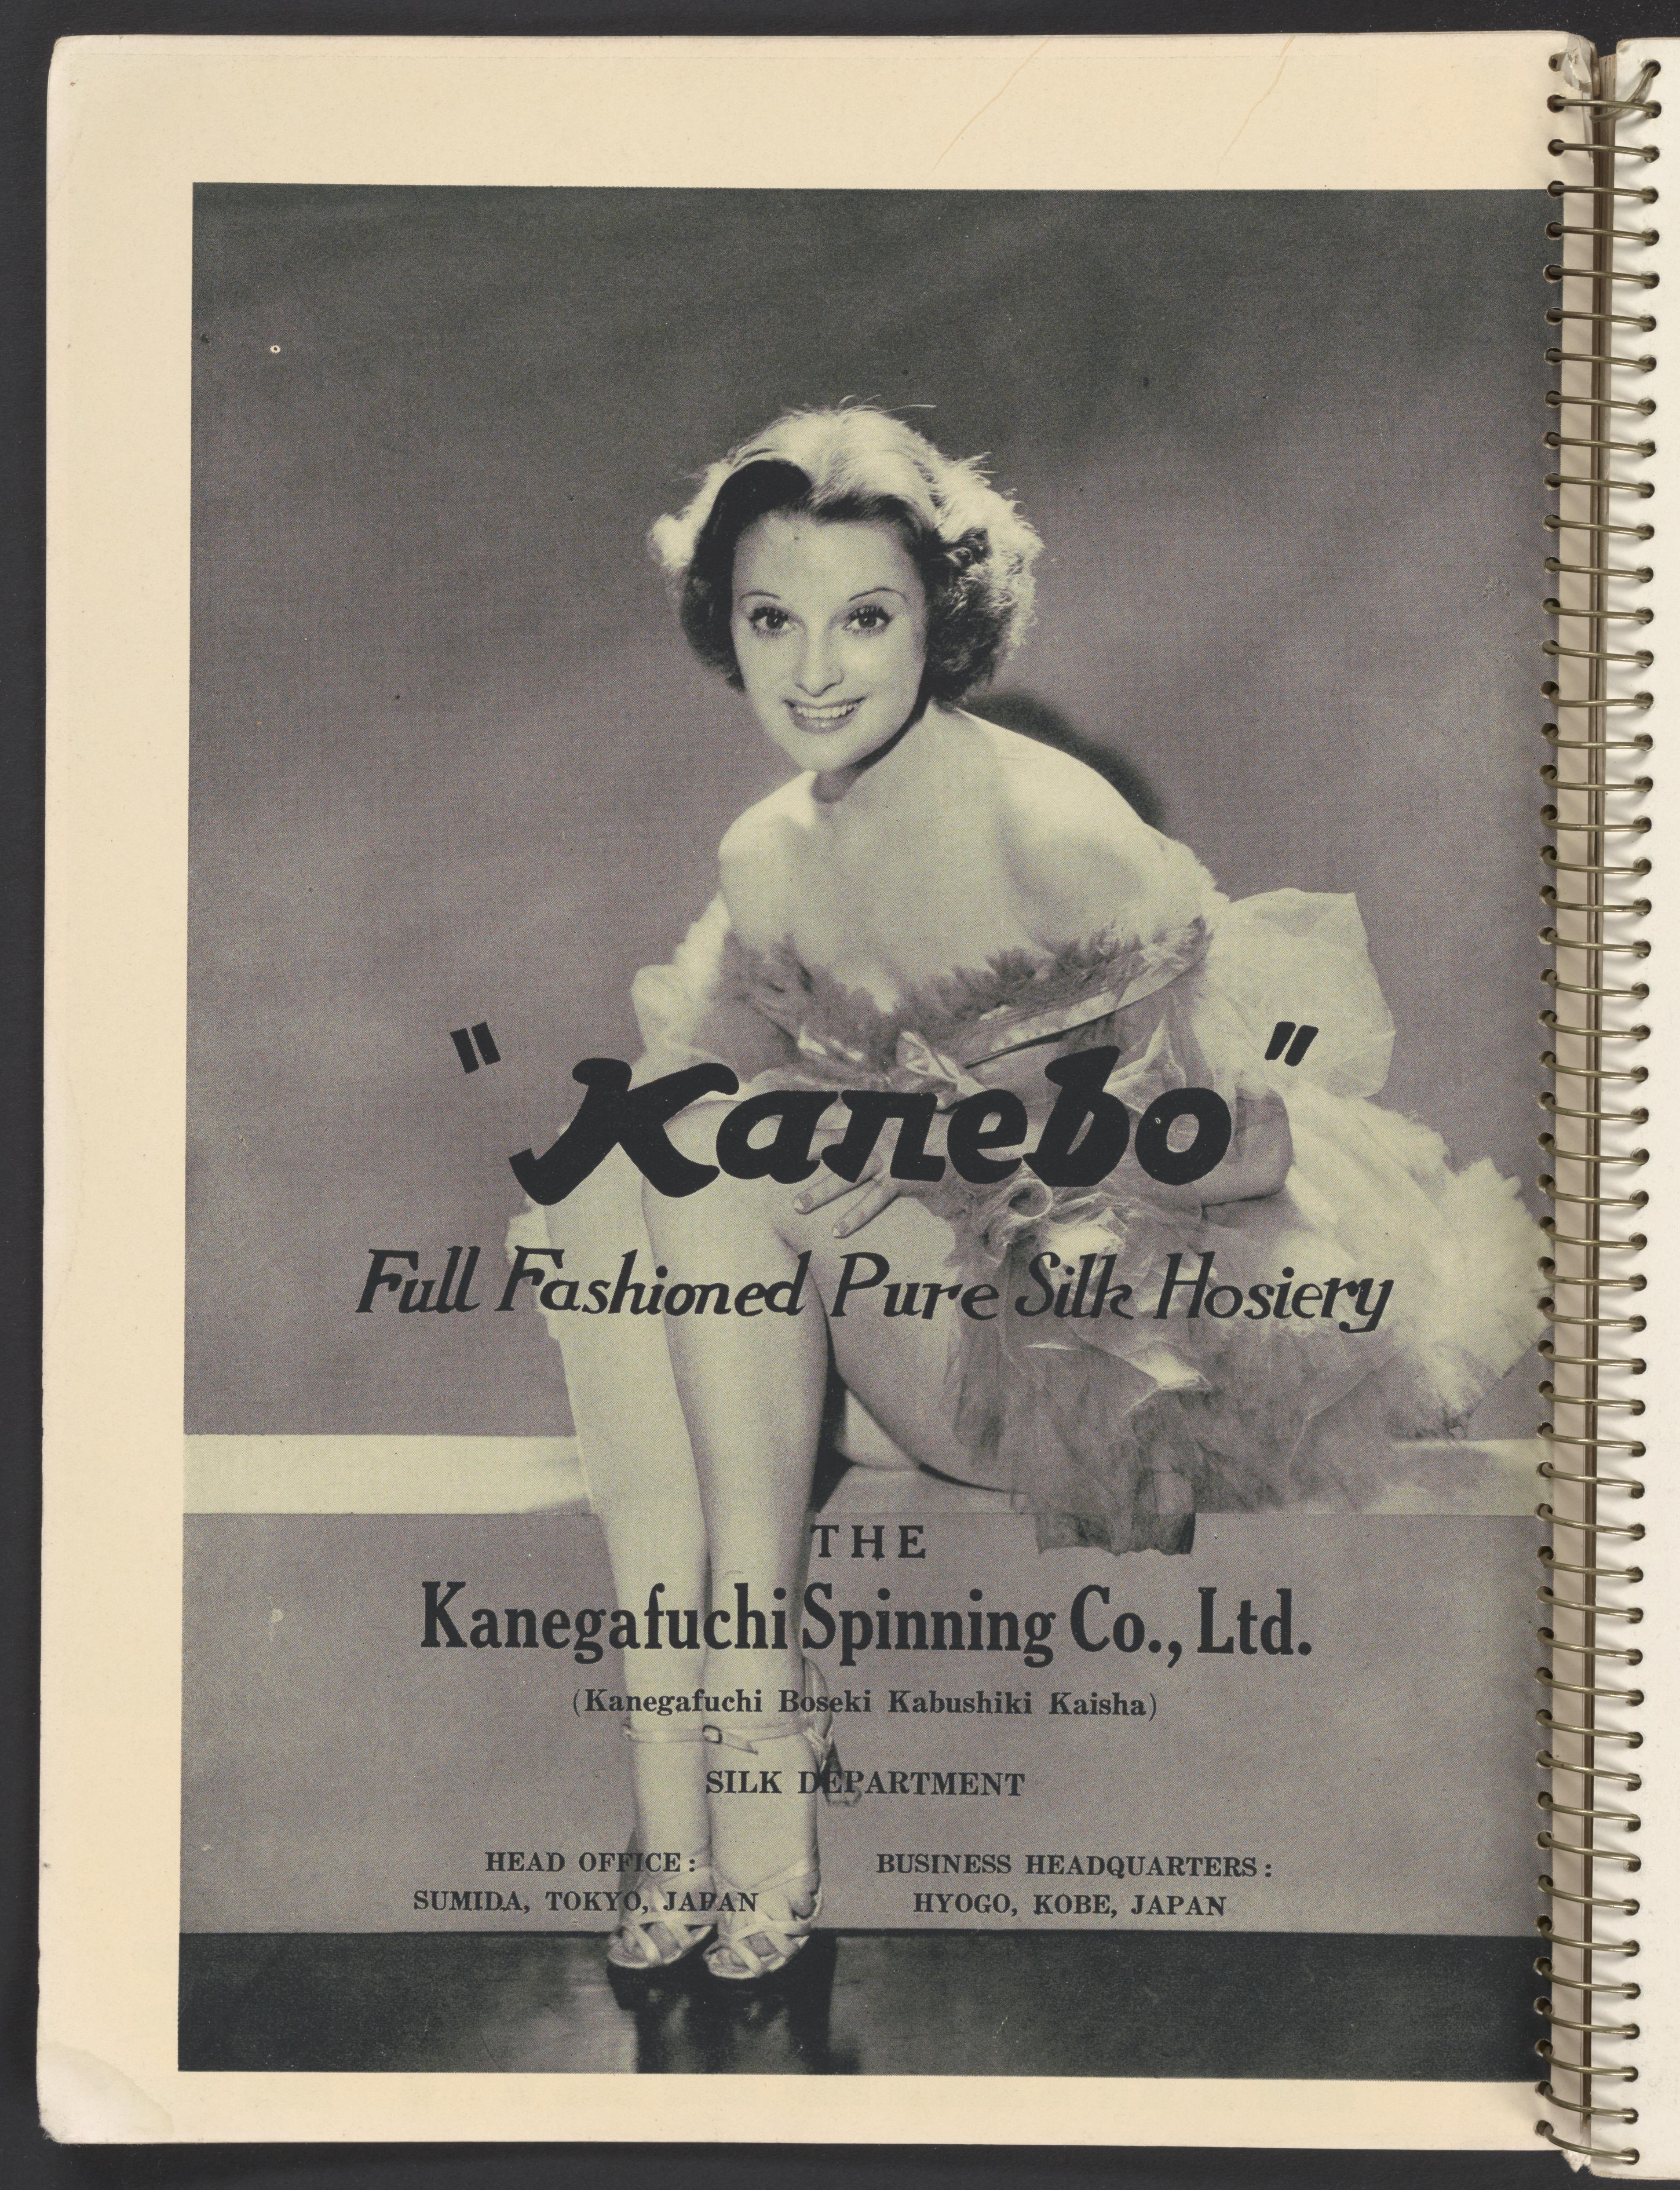 "Kanebo"
Full Fashioned Pure Silk Hosiery
THE
Kanegafuchi Spinning Co., Ltd.
(Kanegafuchi Boseki Kabushiki Kaisha)
SILK DEPARTMENT
HEAD OFFICE:
SUMIDA, TOKYO, JAPAN
BUSINESS HEADQUARTERS:
HYOGO, KOBE, JAPAN